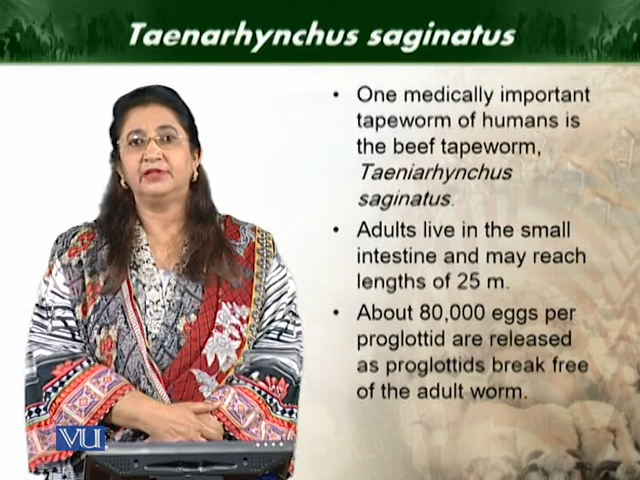 Taenarhynchus saginatus
• One medically important
tapeworm of humans is
the beef tapeworm,
Taeniarhynchus
saginatus.
• Adults live in the small
intestine and may reach
lengths of 25 m.
• About 80,000 eggs per
proglottid are released
as proglottids break free
of the adult worm.
VU